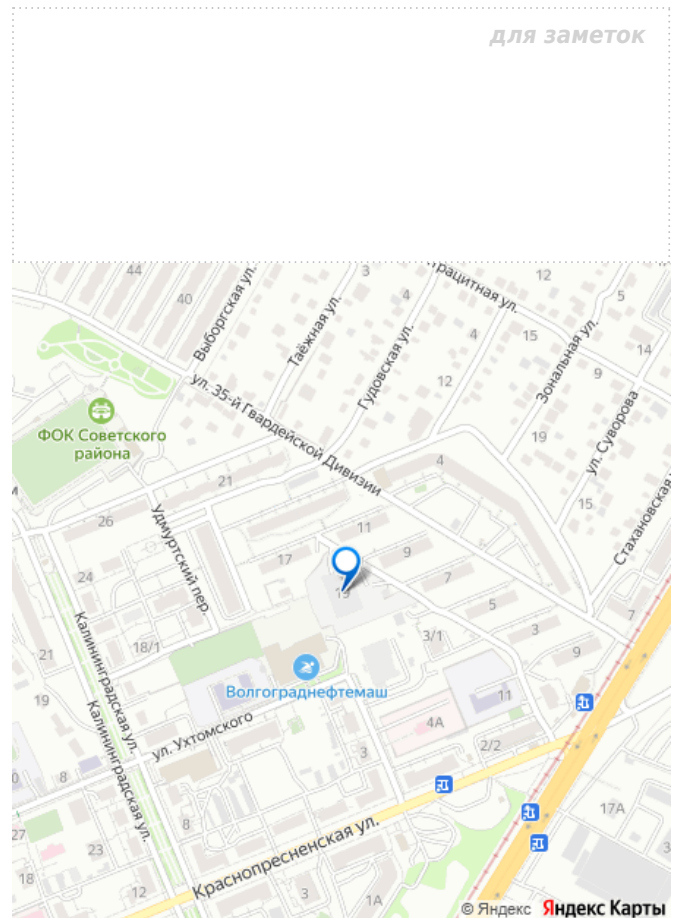 для заметок
44
3
12
40
Выборгская ул.
Таёжная ул.
4
рацитная ул.
5
4
15
Гудовская ул.
Зональная ул.
14
12
9
ул. 35-й Гвардейской Дивизии
ФОК Советского
района
19
ул. Суворова
4
21
15
26
Удмуртский пер.
11
Стахановская
17
9
24
7
19
5
7
18/1
3/1
3
21
9
Калининградская ул.
Волгограднефтемаш
11
19
4А
ул. Ухтомского
2/2
3
Калининградская ул.
0
8
17А
27
8
23
Краснопресненская ул.
3
18
12
3
1А
© Яндекс Яндекс Карты